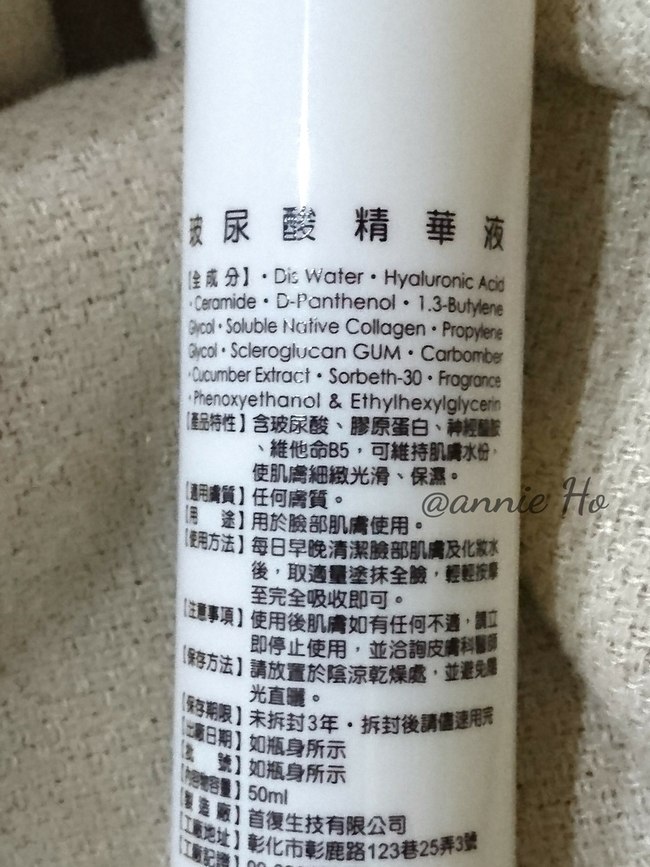 玻尿酸精華液
【全成分】•Dis Water•Hyaluronic Acid
•Ceramide•D-Panthenol•1.3-Butylene
Glycol•Soluble Native Collagen•Propylene
Glycol•Scleroglucan GUM•Carbomber
•Cucumber Extract•Sorbeth-30•Fragrance
•Phenoxyethanol & Ethylhexylglycerin
【產品特性】含玻尿酸、膠原蛋白、神經醯胺
、維他命B5，可維持肌膚水份，
使肌膚細緻光滑、保濕。
@annie Ho
【適用膚質】任何膚質。
【用途】用於臉部肌膚使用。
【使用方法】每日早晚清潔臉部肌膚及化妝水
後，取適量塗抹全臉，輕輕按摩
至完全吸收即可。
【注意事項】使用後肌膚如有任何不適，請立
即停止使用，並洽詢皮膚科醫師
【保存方法】請放置於陰涼乾燥處，並避免陽
光直曬。
【保存期限】未拆封3年•拆封後請儘速用完
【出廠日期】如瓶身所示
【批號】如瓶身所示
【內容物容量】50ml
【製造廠】首復生技有限公司
【工廠地址】彰化市彰鹿路123巷25弄3號
【工廠記證】